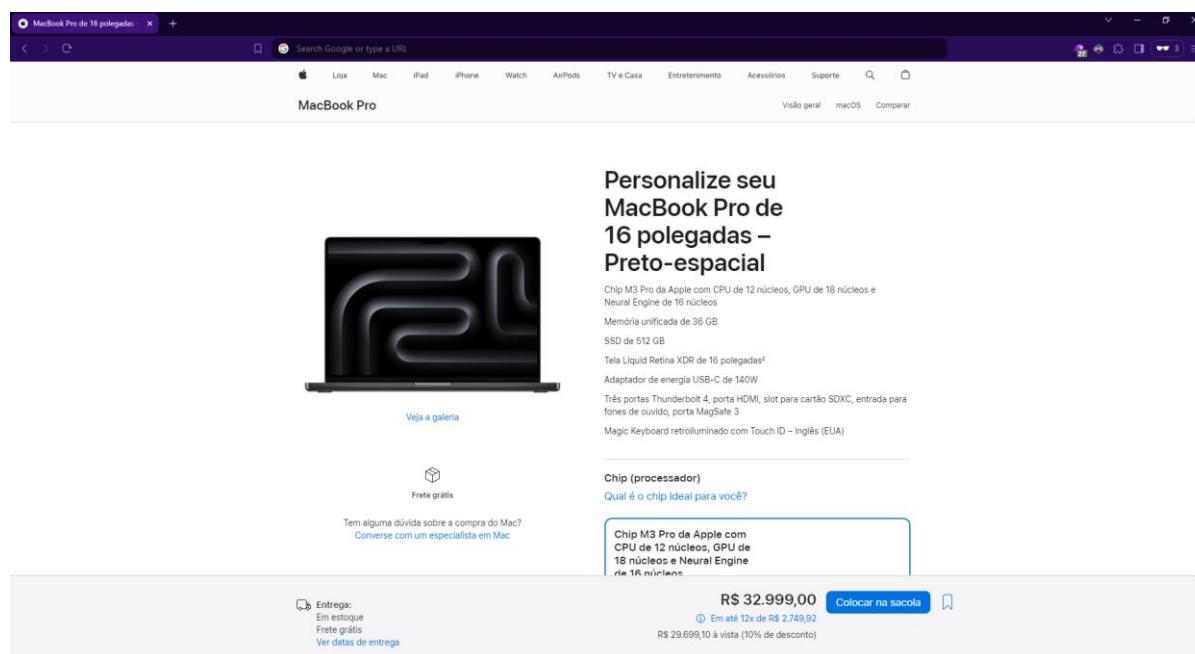 MacBook Pro de 16 polegadas -
Search Google or type a URL
27
3
Loja Mac iPad iPhone Watch AirPods TV e Casa Entretenimento Acessórios Suporte
MacBook Pro
Visão geral macOS Comparar
Personalize seu
MacBook Pro de
16 polegadas –
Preto-espacial
Chip M3 Pro da Apple com CPU de 12 núcleos, GPU de 18 núcleos e
Neural Engine de 16 núcleos
Memória unificada de 36 GB
SSD de 512 GB
Tela Liquid Retina XDR de 16 polegadas²
Adaptador de energia USB-C de 140W
Três portas Thunderbolt 4, porta HDMI, slot para cartão SDXC, entrada para
fones de ouvido, porta MagSafe 3
Magic Keyboard retroiluminado com Touch ID – Inglês (EUA)
Veja a galeria
Frete grátis
Tem alguma dúvida sobre a compra do Mac?
Converse com um especialista em Mac
Chip (processador)
Qual é o chip ideal para você?
Chip M3 Pro da Apple com
CPU de 12 núcleos, GPU de
18 núcleos e Neural Engine
de 16 núcleos
Entrega:
Em estoque
Frete grátis
Ver datas de entrega
R$ 32.999,00
Em até 12x de R$ 2.749,92
R$ 29.699,10 à vista (10% de desconto)
Colocar na sacola